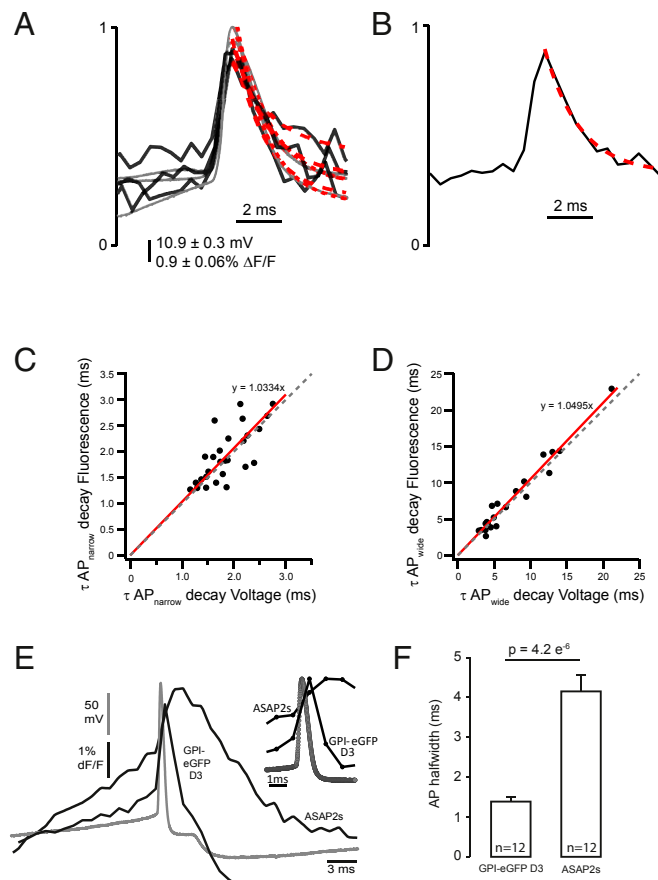 A
1
0
2 ms
10.9 ± 0.3 mV
0.9 ± 0.06% ΔF/F
B
1
0
2 ms
C
τ APnarrow decay Fluorescence (ms)
3.5
3.0
2.5
2.0
1.5
1.0
0.5
0
y = 1.0334x
0
1.0
2.0
3.0
τ APnarrow decay Voltage (ms)
D
τ APwide decay Fluorescence (ms)
25
20
15
10
5
0
y = 1.0495x
0
5
10
15
20
25
τ APwide decay Voltage (ms)
E
50
mV
1%
dF/F
GPI-
eGFP
D3
ASAP2s
3 ms
ASAP2s
GPI-eGFP
D3
1ms
F
p = 4.2 e-6
AP halfwidth (ms)
5
4
3
2
1
0
n=12
n=12
GPI-eGFP D3
ASAP2s